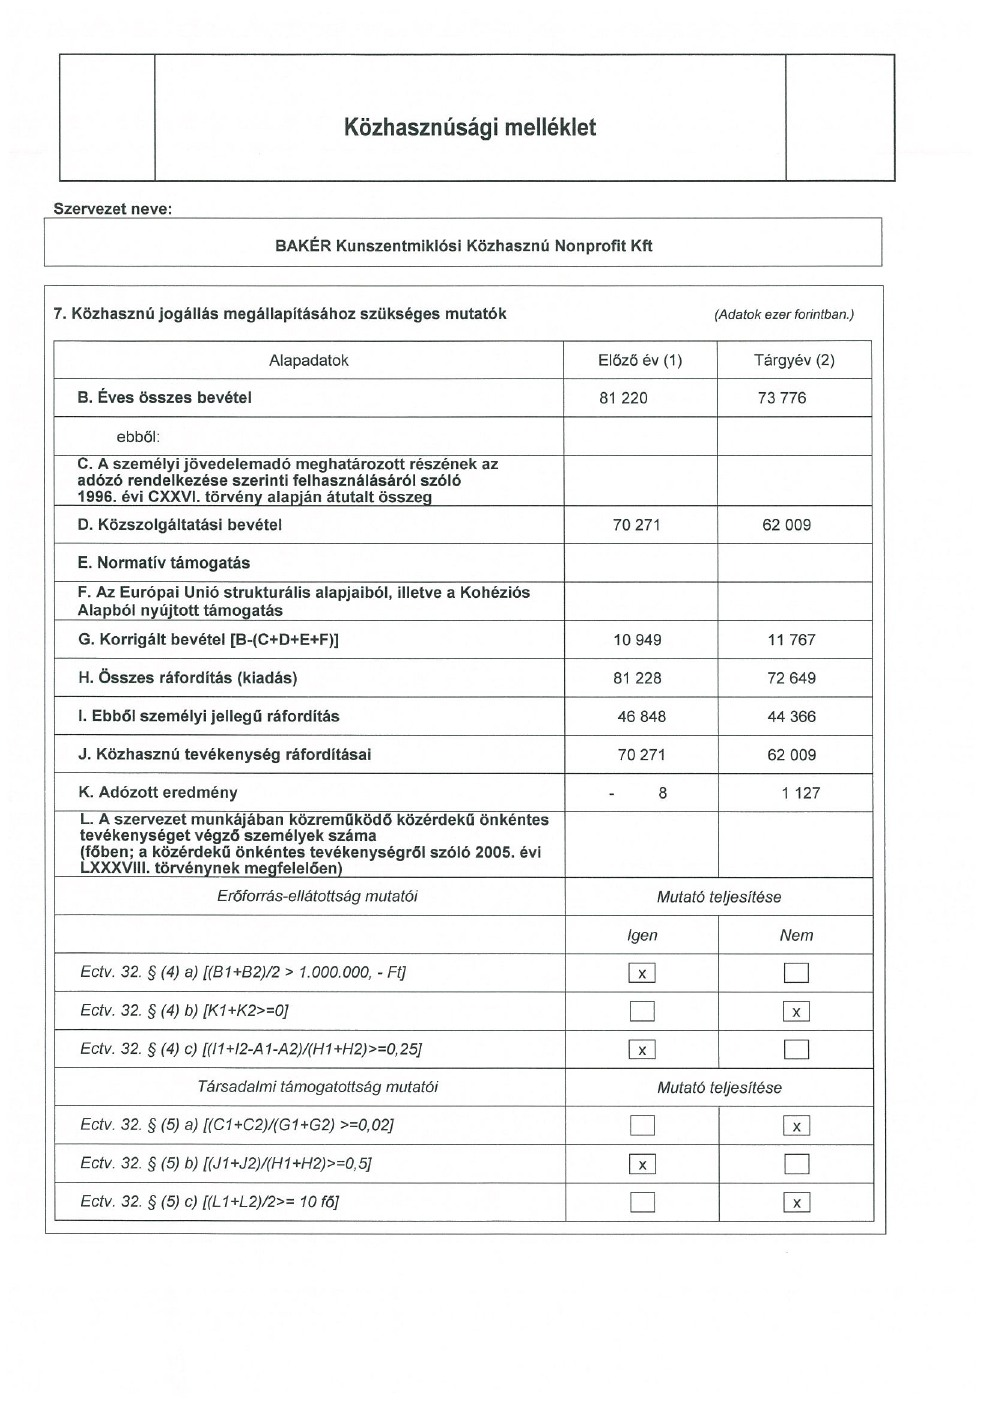 Közhasznúsági melléklet
Szervezet neve:
BAKÉR Kunszentmiklósi Közhasznú Nonprofit Kft
7. Közhasznú jogállás megállapításához szükséges mutatók (Adatok ezer forintban.)
Alapadatok Előző év (1) Tárgyév (2)
B. Éves összes bevétel 81 220 73 776
ebből:
C. A személyi jövedelemadó meghatározott részének az
adózó rendelkezése szerinti felhasználásáról szóló
1996. évi CXXVI. törvény alapján átutalt összeg
D. Közszolgáltatási bevétel 70 271 62 009
E. Normatív támogatás
F. Az Európai Unió strukturális alapjaiból, illetve a Kohéziós
Alapból nyújtott támogatás
G. Korrigált bevétel [B-(C+D+E+F)] 10 949 11 767
H. Összes ráfordítás (kiadás) 81 228 72 649
I. Ebből személyi jellegű ráfordítás 46 848 44 366
J. Közhasznú tevékenység ráfordításai 70 271 62 009
K. Adózott eredmény - 8 1 127
L. A szervezet munkájában közreműködő közérdekű önkéntes
tevékenységet végző személyek száma
(főben; a közérdekű önkéntes tevékenységről szóló 2005. évi
LXXXVIII. törvénynek megfelelően)
Erőforrás-ellátottság mutatói Mutató teljesítése
Igen Nem
Ectv. 32. § (4) a) [(B1+B2)/2 > 1.000.000, - Ft] x
Ectv. 32. § (4) b) [K1+K2>=0] x
Ectv. 32. § (4) c) [(I1+I2-A1-A2)/(H1+H2)>=0,25] x
Társadalmi támogatottság mutatói Mutató teljesítése
Ectv. 32. § (5) a) [(C1+C2)/(G1+G2) >=0,02] x
Ectv. 32. § (5) b) [(J1+J2)/(H1+H2)>=0,5] x
Ectv. 32. § (5) c) [(L1+L2)/2>= 10 fő] x